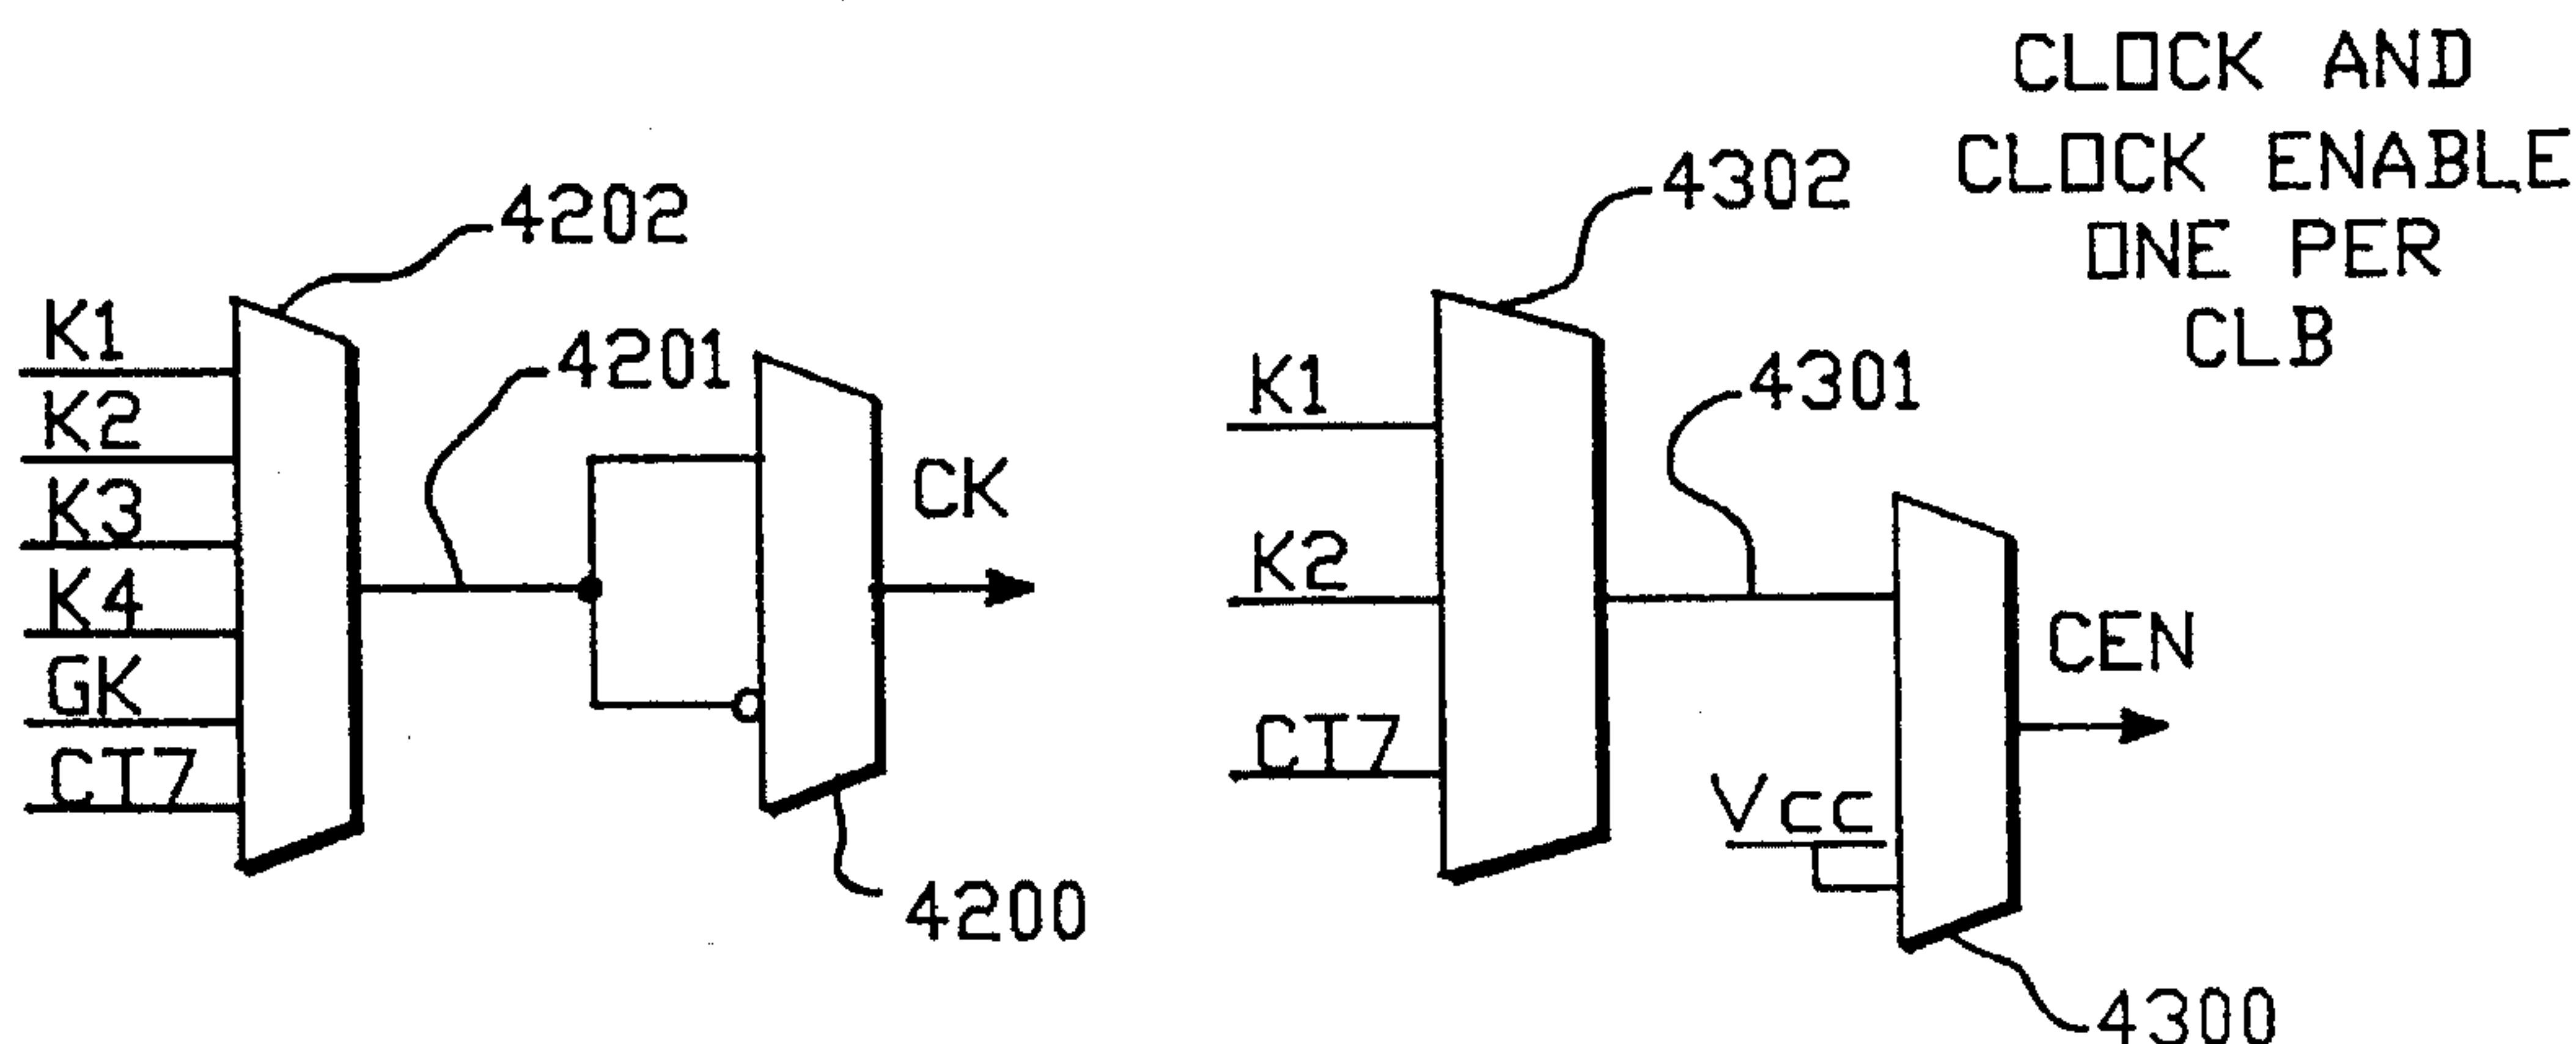 CLOCK AND
CLOCK ENABLE
ONE PER
CLB
4202
K1
K2
K3
K4
GK
CT7
4201
CK
4200
4302
K1
K2
CT7
4301
Vcc
CEN
4300